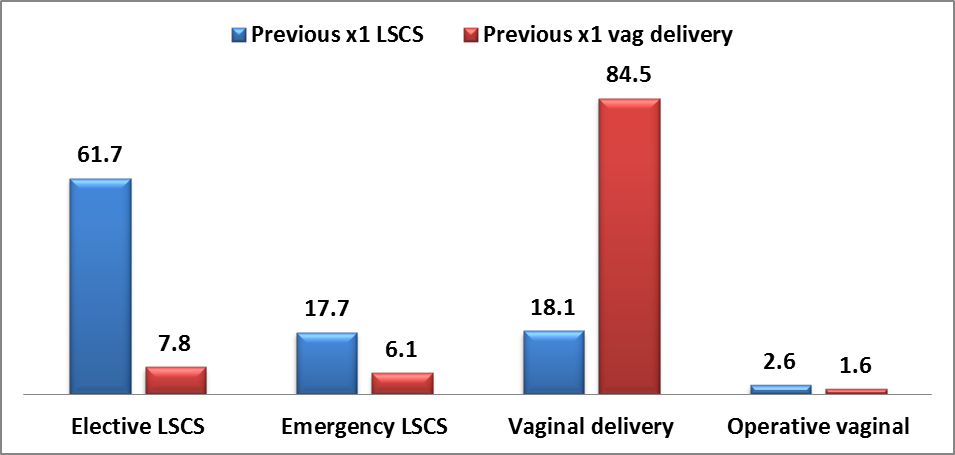 Previous x1 LSCS Previous x1 vag delivery
84.5
61.7
17.7 18.1
7.8 6.1 2.6 1.6
Elective LSCS Emergency LSCS Vaginal delivery Operative vaginal